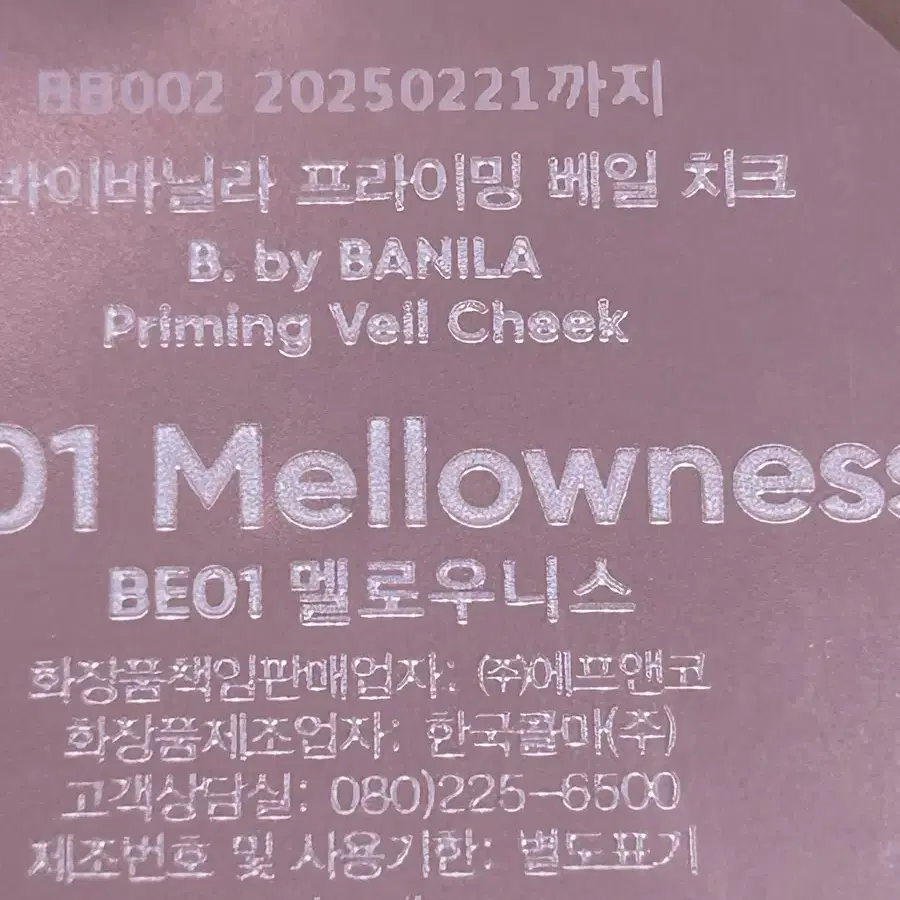 BB002 20250221까지
바이바닐라 프라이밍 베일 치크
B. by BANILA
Priming Veil Cheek
01 Mellowness
BE01 멜로우니스
화장품책임판매업자: ㈜에프앤코
화장품제조업자: 한국콜마(주)
고객상담실: 080)225-6500
제조번호 및 사용기한: 별도표기